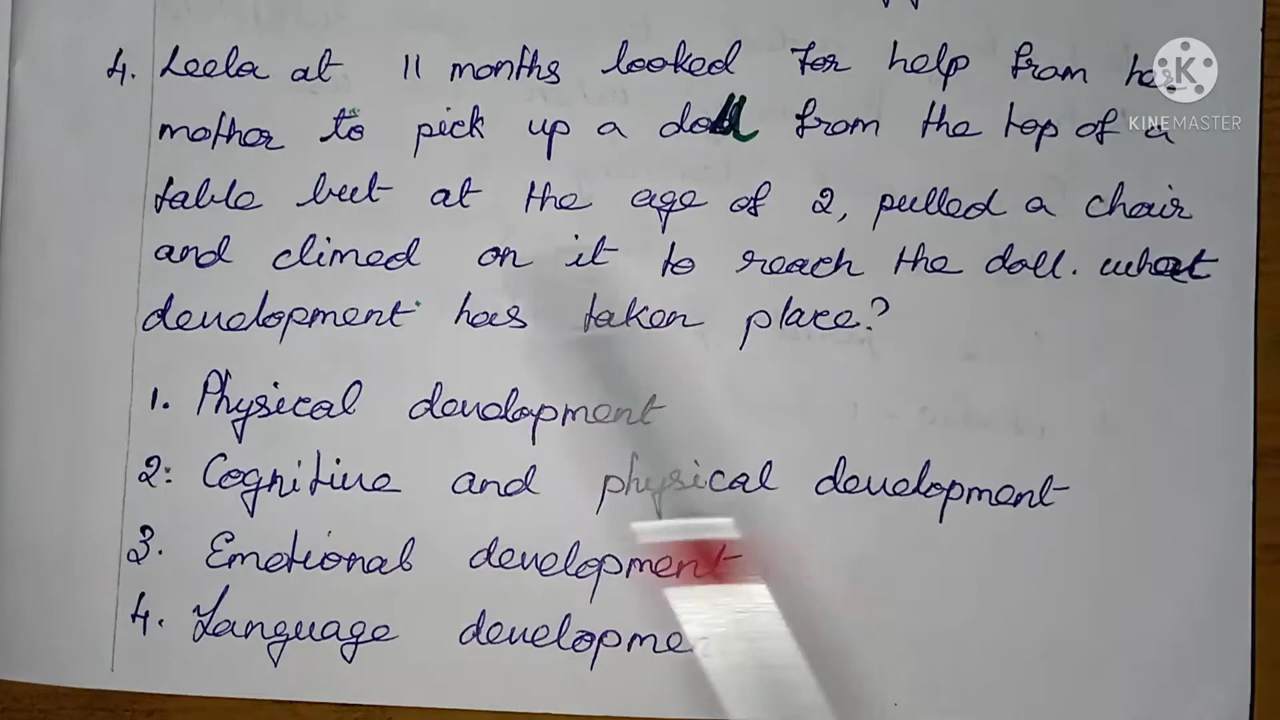 4. Leela at 11 months looked for help from her
mother to pick up a doll from the top of a
table but at the age of 2, pulled a chair
and climed on it to reach the doll. what
development has taken place?
1. Physical development
2. Cognitive and physical development
3. Emotional development
4. Language developme
K
KINEMASTER